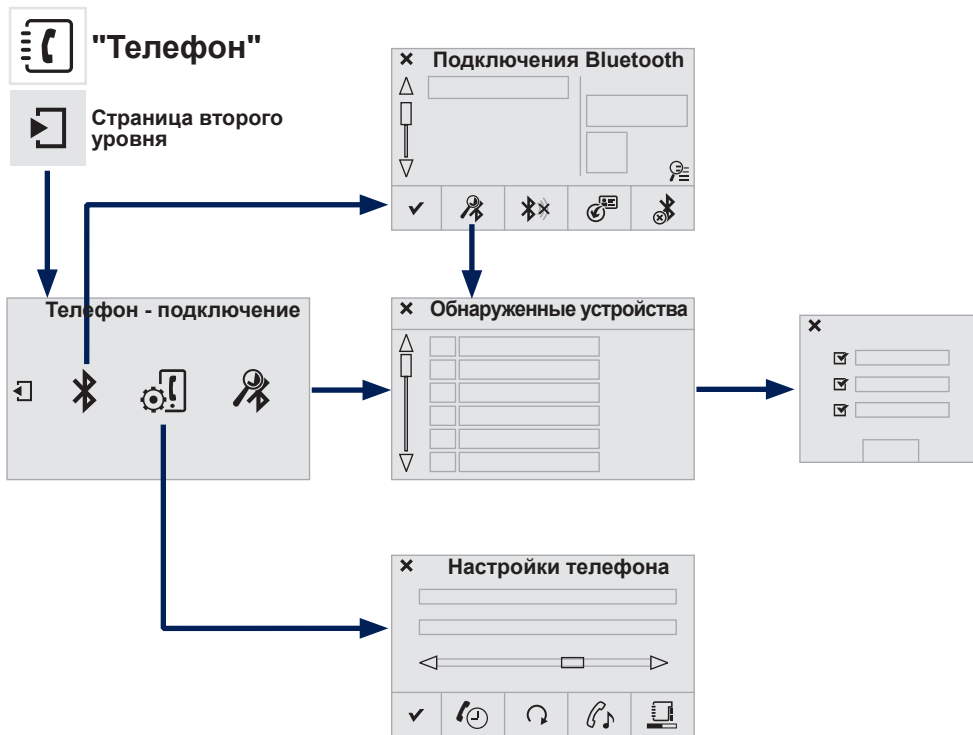 "Телефон"
Страница второго
уровня
Подключения Bluetooth
Телефон - подключение
Обнаруженные устройства
Настройки телефона